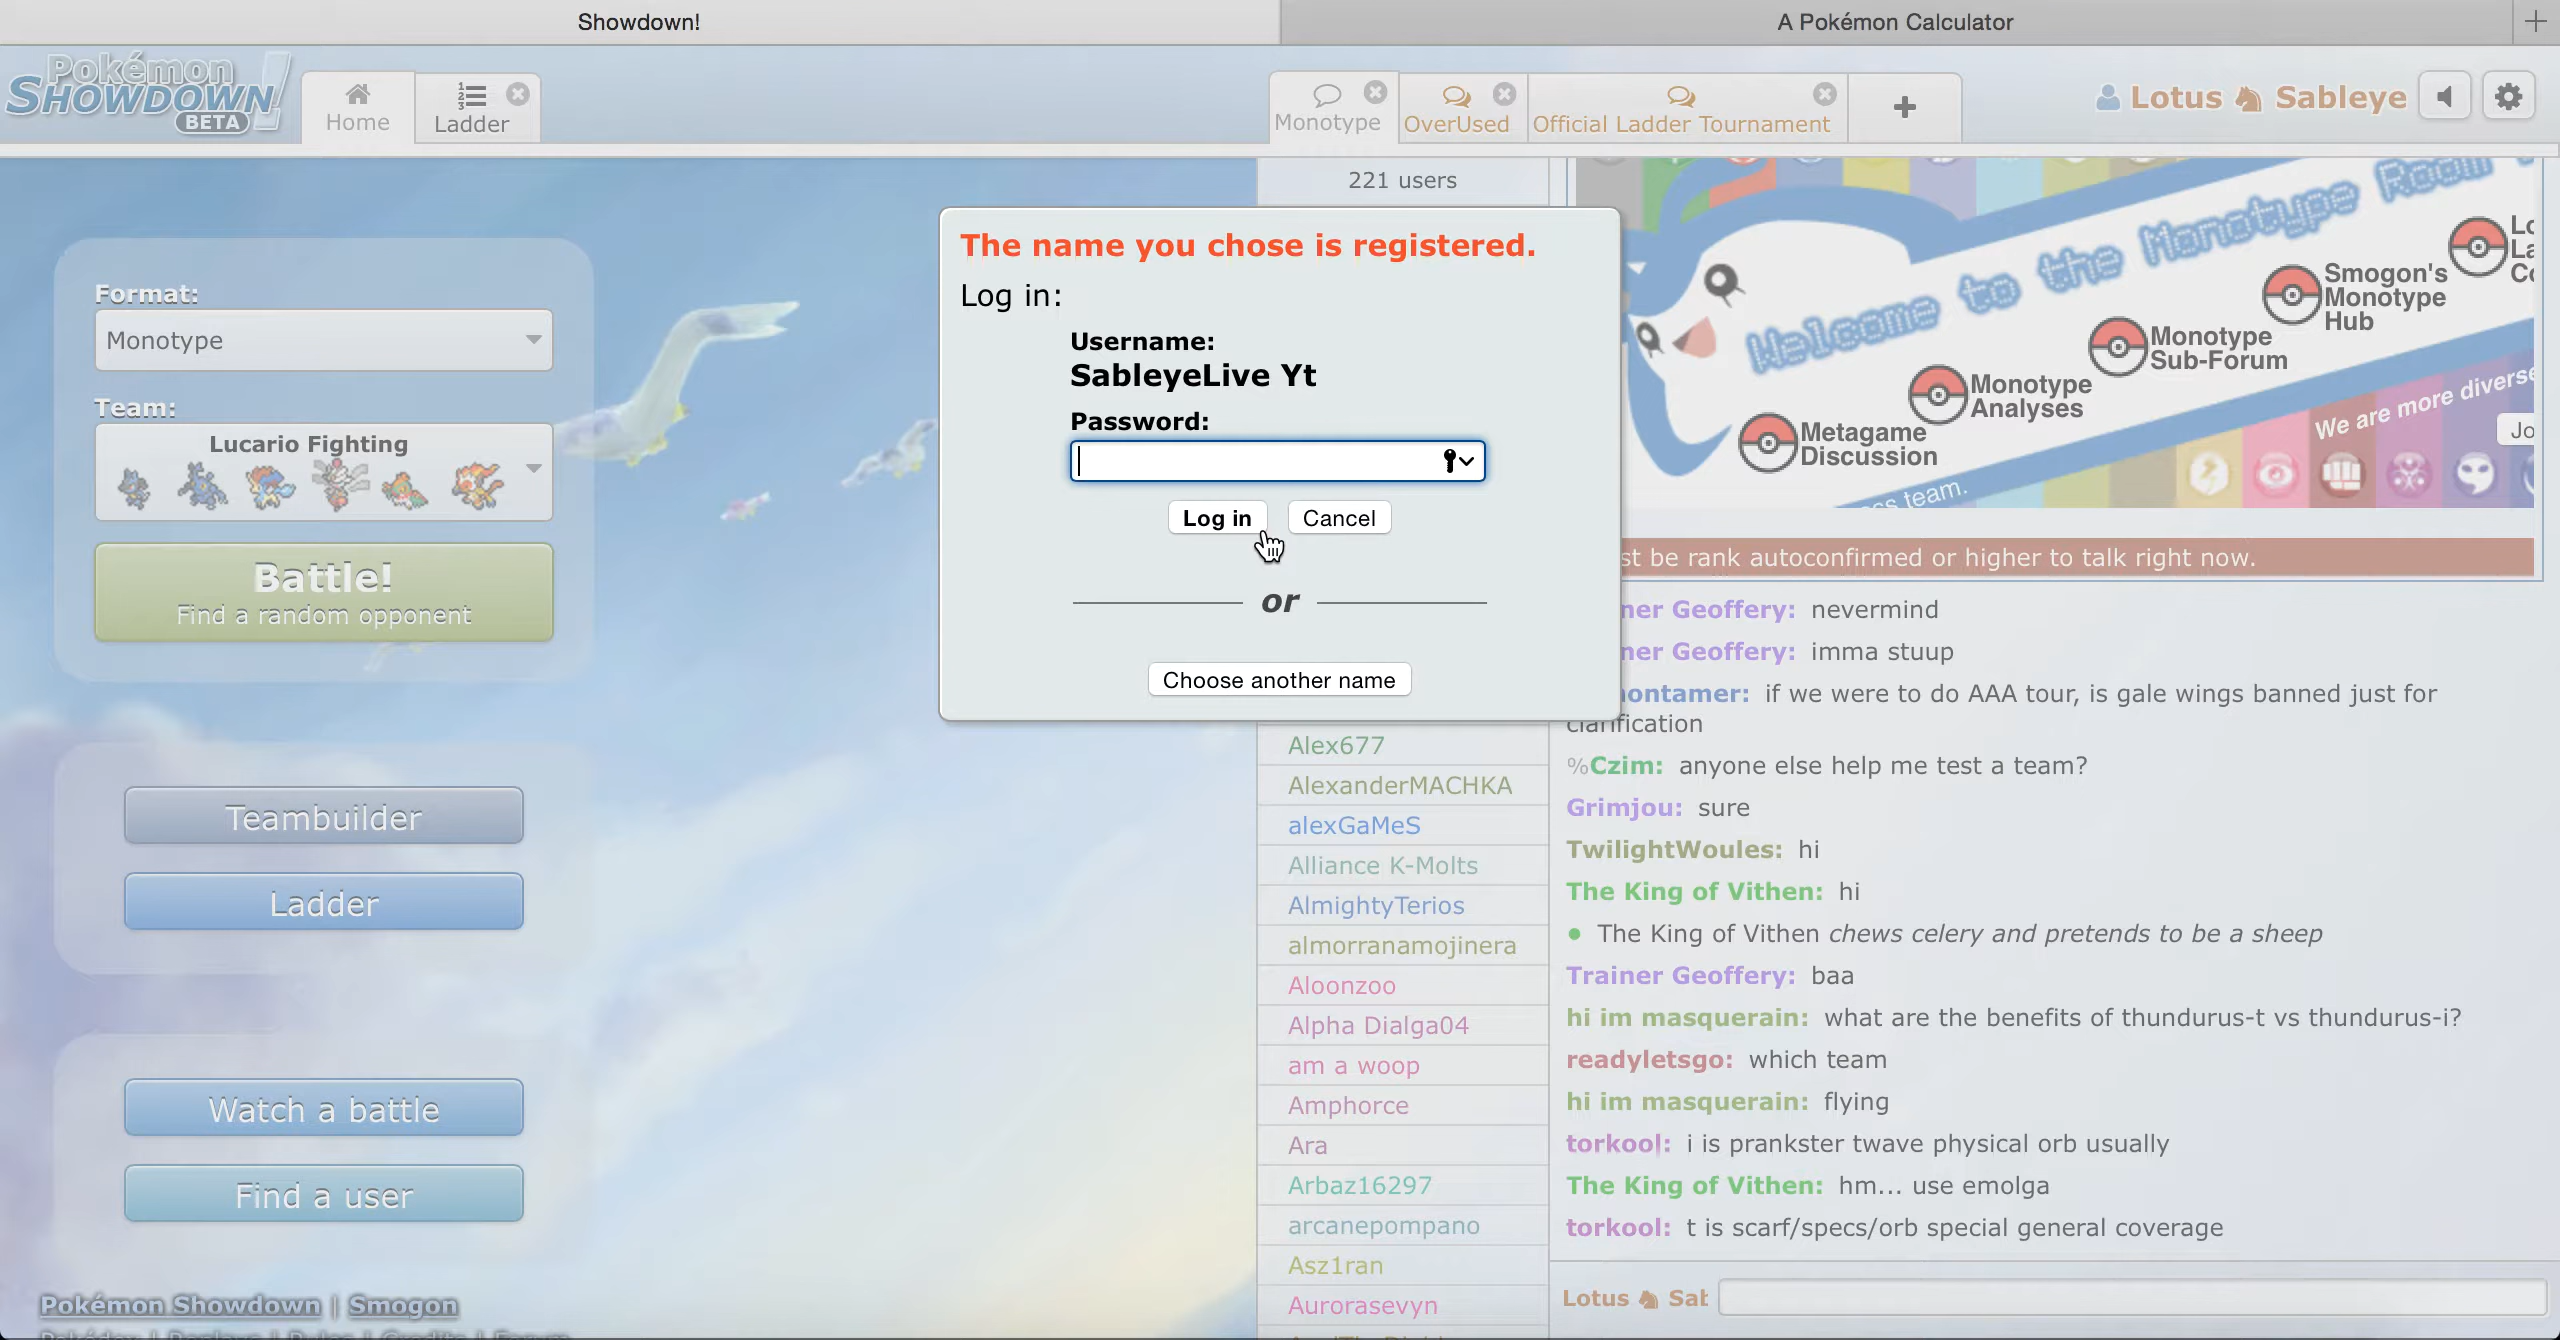 Showdown!
A Pokémon Calculator
Pokémon
SHOWDOWN!
BETA
Home
Ladder
Monotype
OverUsed
Official Ladder Tournament
Lotus Sableye
Format:
Monotype
Team:
Lucario Fighting
Battle!
Find a random opponent
Teambuilder
Ladder
Watch a battle
Find a user
Pokémon Showdown | Smogon
Pokédex | Replays | Rules | Credits | Forum
The name you chose is registered.
Log in:
Username:
SableyeLive Yt
Password:
Log in
Cancel
or
Choose another name
221 users
Alex677
AlexanderMACHKA
alexGaMeS
Alliance K-Molts
AlmightyTerios
almorranamojinera
Aloonzoo
Alpha Dialga04
am a woop
Amphorce
Ara
Arbaz16297
arcanepompano
Asz1ran
Aurorasevyn
Welcome to the Monotype Room
Metagame
Discussion
Monotype
Analyses
Monotype
Sub-Forum
Smogon's
Monotype
Hub
We are more diverse
team.
st be rank autoconfirmed or higher to talk right now.
ner Geoffery: nevermind
ner Geoffery: imma stuup
ontamer: if we were to do AAA tour, is gale wings banned just for
clarification
%Czim: anyone else help me test a team?
Grimjou: sure
TwilightWoules: hi
The King of Vithen: hi
• The King of Vithen chews celery and pretends to be a sheep
Trainer Geoffery: baa
hi im masquerain: what are the benefits of thundurus-t vs thundurus-i?
readyletsgo: which team
hi im masquerain: flying
torkool: i is prankster twave physical orb usually
The King of Vithen: hm... use emolga
torkool: t is scarf/specs/orb special general coverage
Lotus Sab